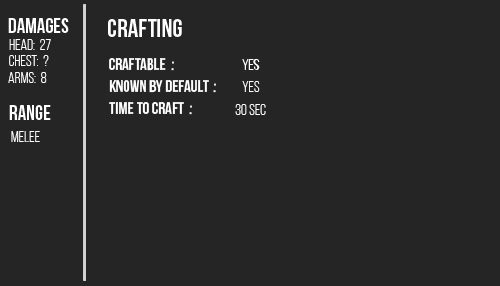 DAMAGES
HEAD: 27
CHEST: ?
ARMS: 8
RANGE
MELEE
CRAFTING
CRAFTABLE : YES
KNOWN BY DEFAULT : YES
TIME TO CRAFT : 30 SEC